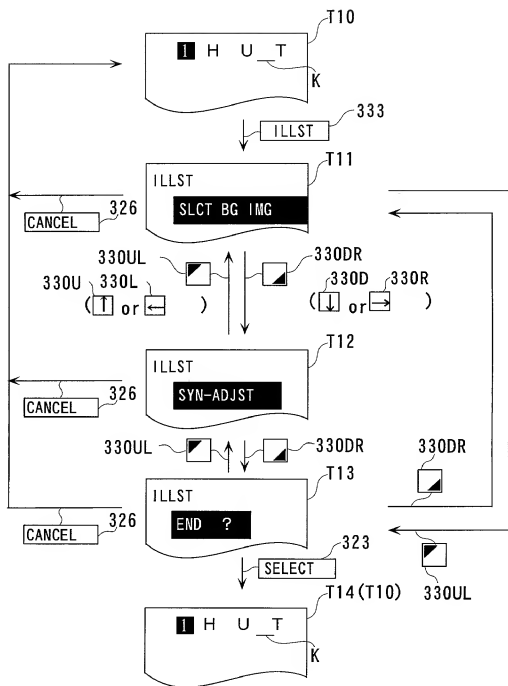 T10
1 H U T
K
333
ILLST
T11
ILLST
SLCT BG IMG
326
CANCEL
330UL
330DR
330U 330L
330D 330R
(↑ or ←)
(↓ or →)
T12
ILLST
SYN-ADJST
326
CANCEL
330UL
330DR
330DR
T13
ILLST
END ?
326
CANCEL
323
SELECT
330UL
T14(T10)
1 H U T
K